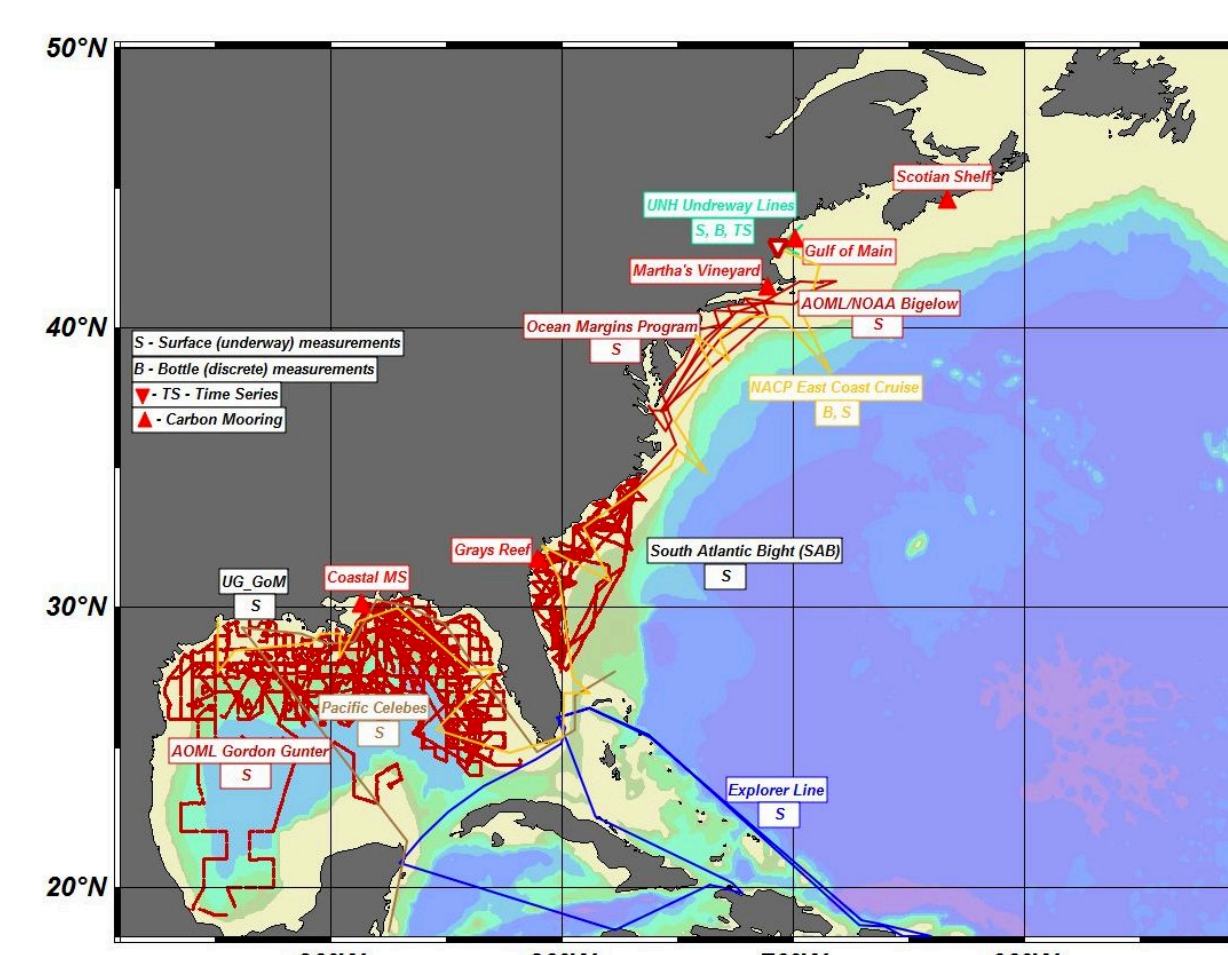 50°N
Scotian Shelf
UNH Undreway Lines
S, B, TS
Gulf of Main
Martha's Vineyard
AOML/NOAA Bigelow
S
40°N
Ocean Margins Program
S
S - Surface (underway) measurements
B - Bottle (discrete) measurements
- TS - Time Series
- Carbon Mooring
NACP East Coast Cruise
B, S
Grays Reef
South Atlantic Bight (SAB)
S
UG_GoM
S
Coastal MS
30°N
Pacific Celebes
S
AOML Gordon Gunter
S
Explorer Line
S
20°N